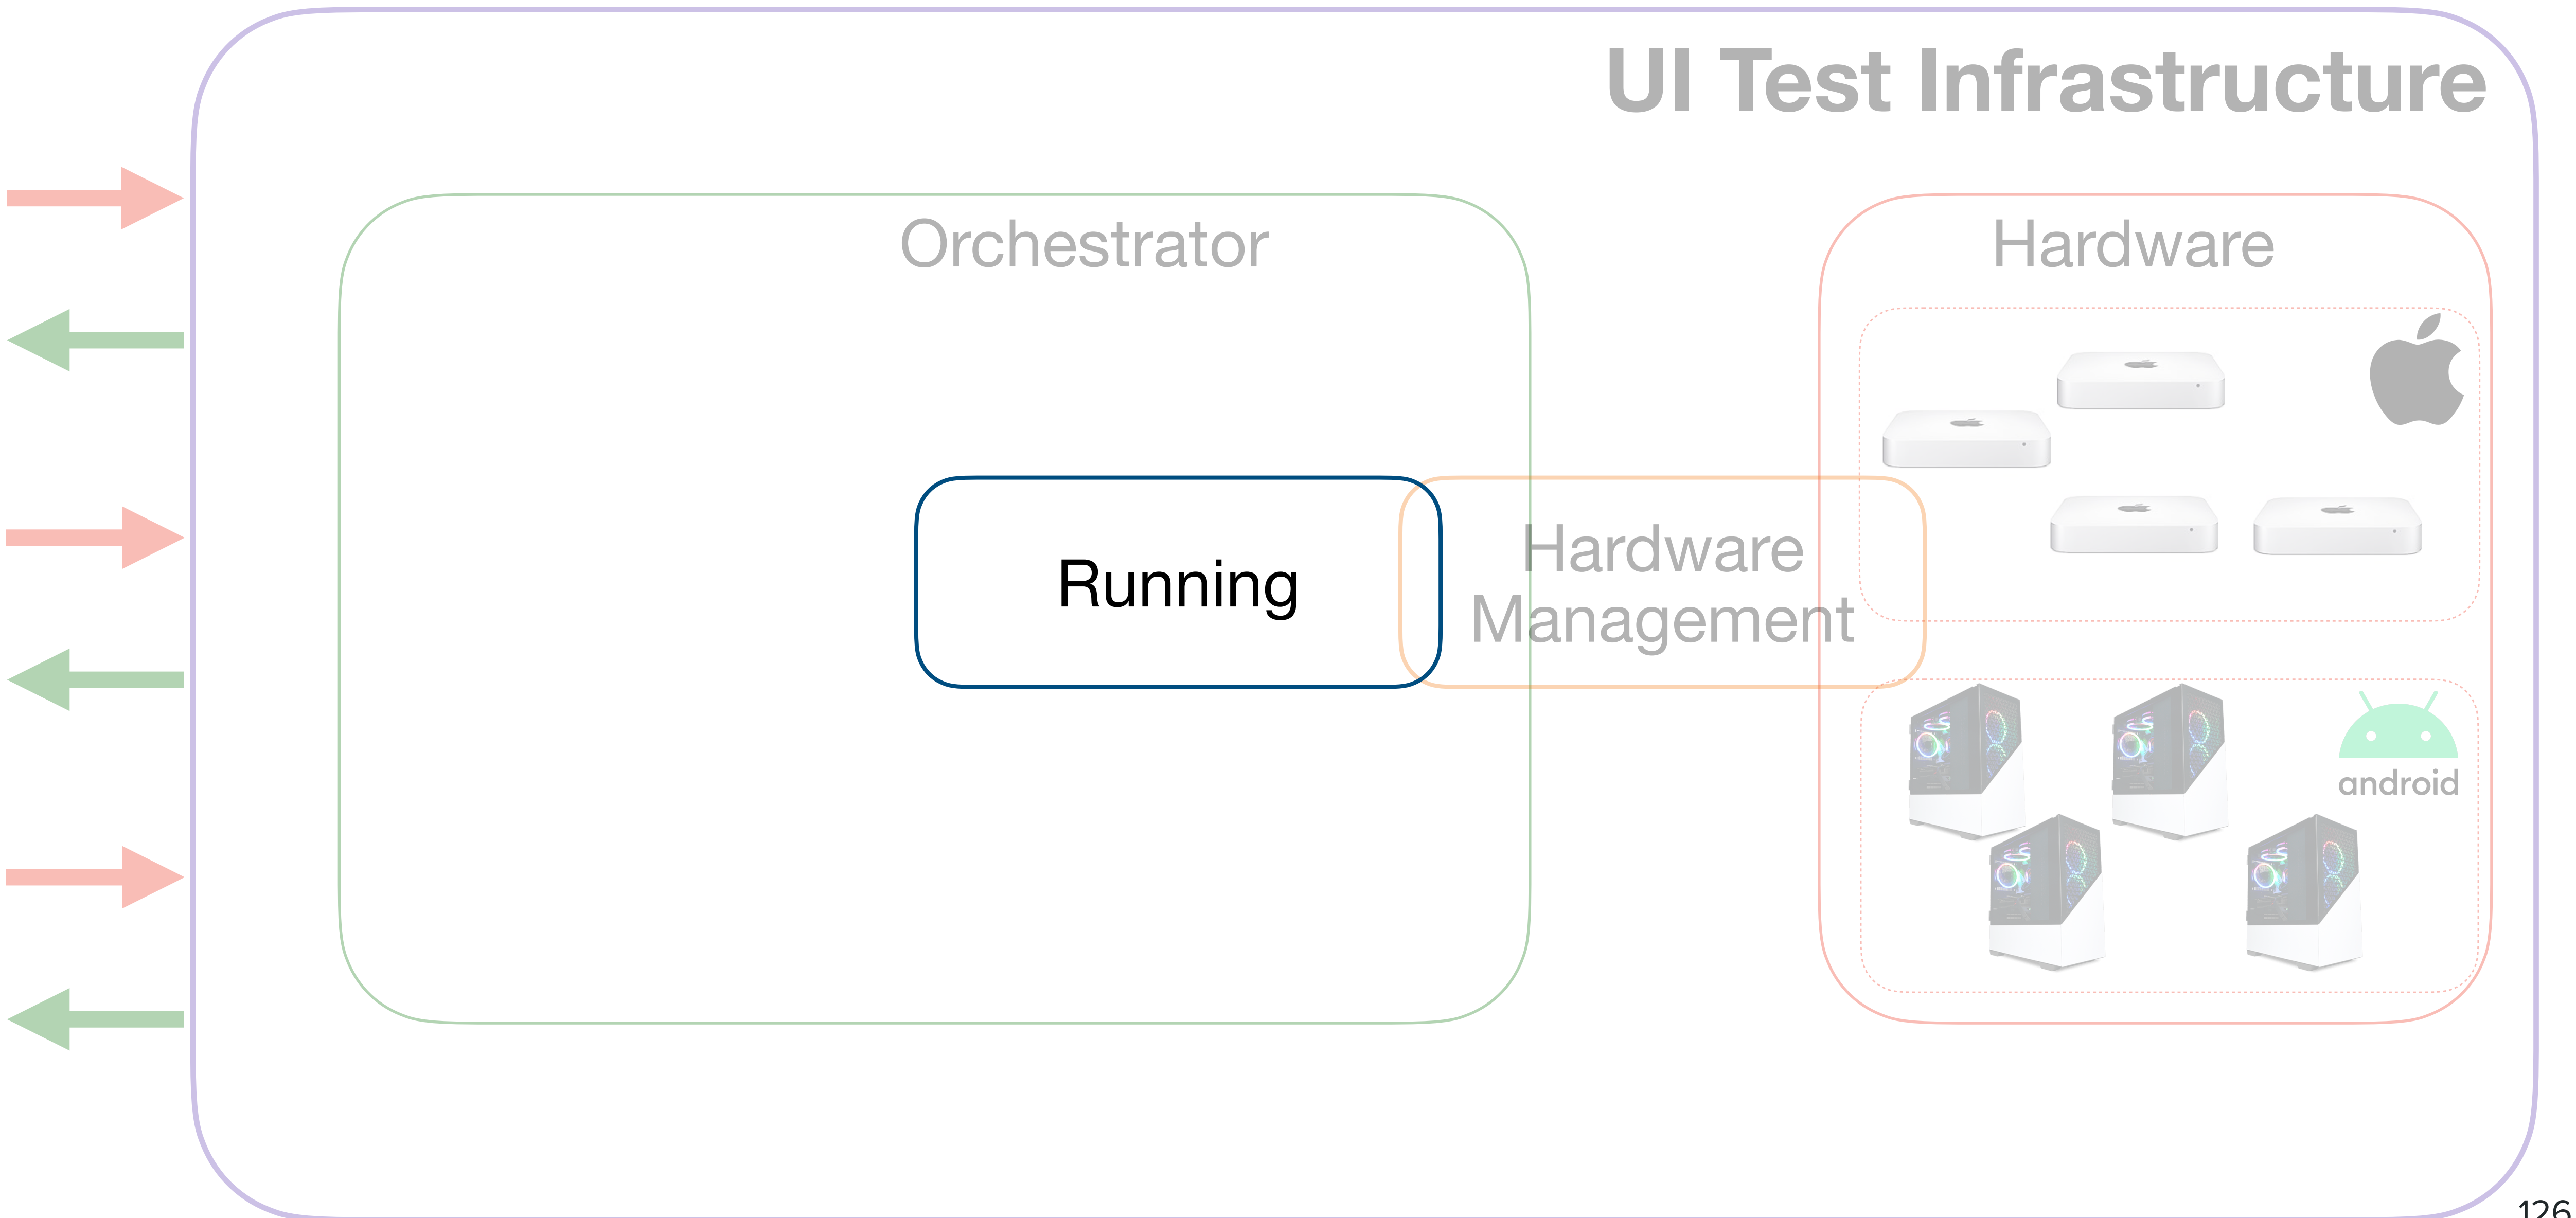 UI Test Infrastructure
Orchestrator
Hardware
Running
Hardware
Management
android
126